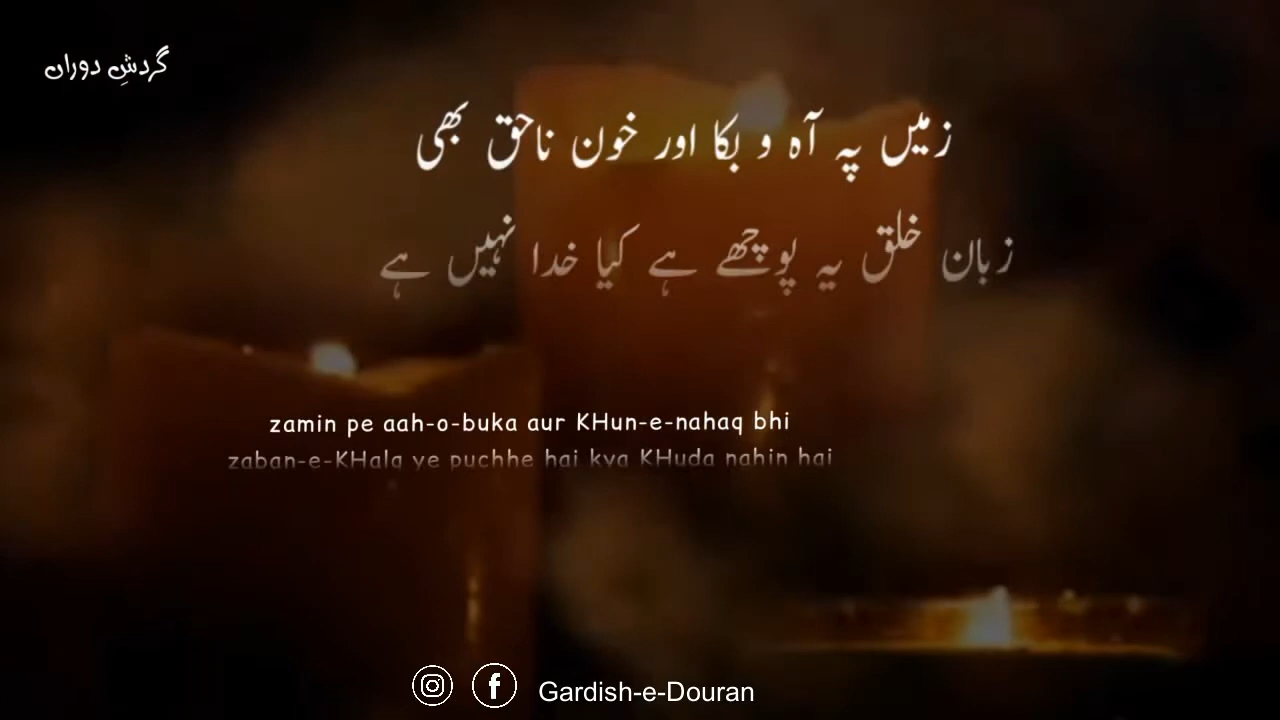 گردشِ دوراں
زمیں پہ آہ و بکا اور خون ناحق بھی
زبان خلق یہ پوچھے ہے کیا خدا نہیں ہے
zamin pe aah-o-buka aur KHun-e-nahaq bhi
zaban-e-KHalq ye puchhe hai kya KHuda nahin hai
Gardish-e-Douran